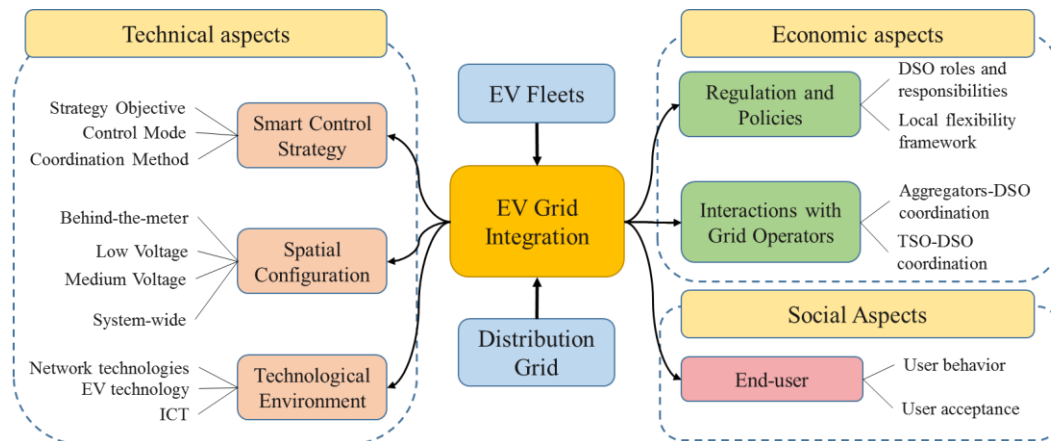 Technical aspects
Strategy Objective
Control Mode
Coordination Method
Smart Control
Strategy
Behind-the-meter
Low Voltage
Medium Voltage
System-wide
Spatial
Configuration
Network technologies
EV technology
ICT
Technological
Environment
EV Fleets
EV Grid
Integration
Distribution
Grid
Economic aspects
Regulation and
Policies
DSO roles and
responsibilities
Local flexibility
framework
Interactions with
Grid Operators
Aggregators-DSO
coordination
TSO-DSO
coordination
Social Aspects
End-user
User behavior
User acceptance